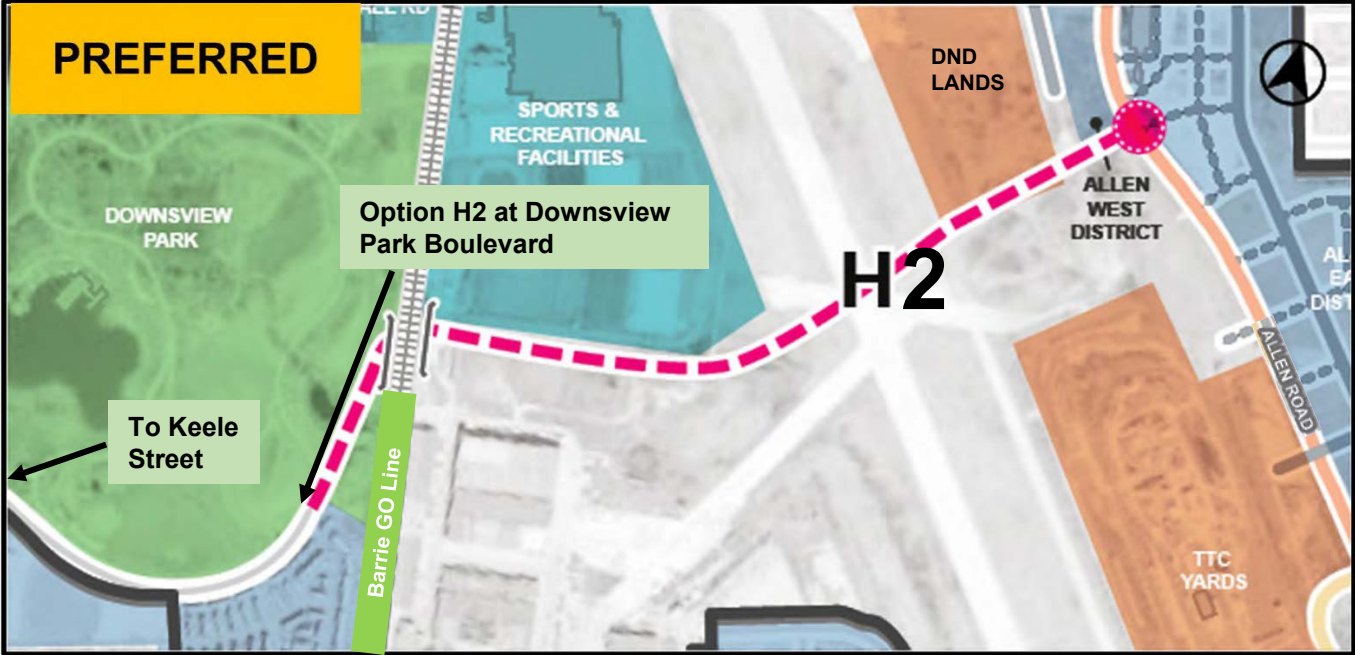 PREFERRED
DND
LANDS
SPORTS &
RECREATIONAL
FACILITIES
ALLEN
WEST
DISTRICT
DOWNSVIEW
PARK
Option H2 at Downsview
Park Boulevard
H2
To Keele
Street
Barrie GO Line
ALLEN ROAD
TTC
YARDS